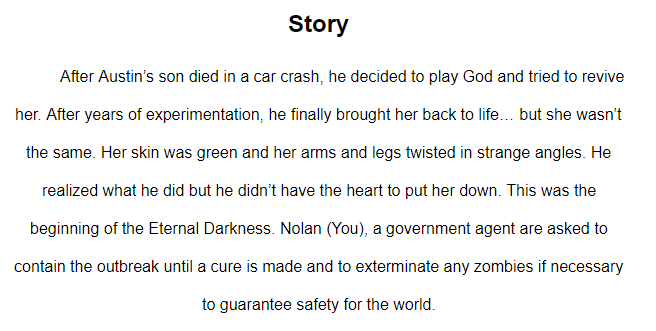 Story
After Austin’s son died in a car crash, he decided to play God and tried to revive
her. After years of experimentation, he finally brought her back to life… but she wasn’t
the same. Her skin was green and her arms and legs twisted in strange angles. He
realized what he did but he didn’t have the heart to put her down. This was the
beginning of the Eternal Darkness. Nolan (You), a government agent are asked to
contain the outbreak until a cure is made and to exterminate any zombies if necessary
to guarantee safety for the world.